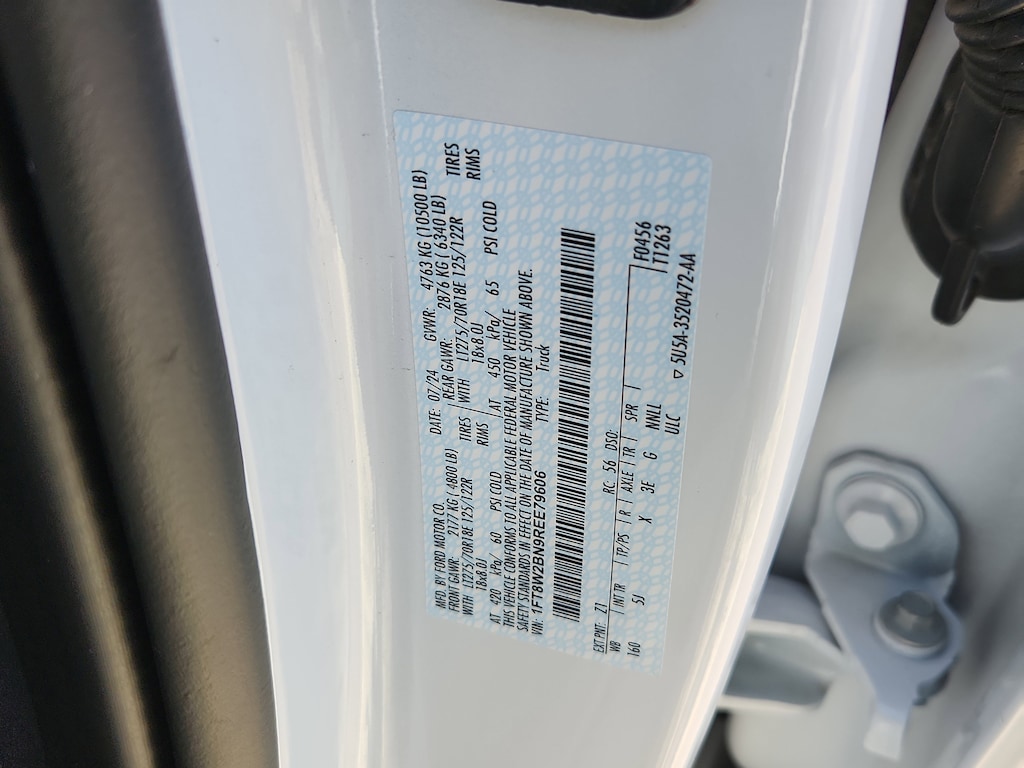 MFD. BY FORD MOTOR CO. DATE: 07/24 GVWR: 4763 KG (10500 LB)
FRONT GAWR: 2177 KG ( 4800 LB) REAR GAWR: 2876 KG ( 6340 LB)
WITH LT275/70R18E 125/122R TIRES WITH LT275/70R18E 125/122R TIRES
18x8.0J RIMS 18x8.0J RIMS
AT 420 kPa/ 60 PSI COLD AT 450 kPa/ 65 PSI COLD
THIS VEHICLE CONFORMS TO ALL APPLICABLE FEDERAL MOTOR VEHICLE
SAFETY STANDARDS IN EFFECT ON THE DATE OF MANUFACTURE SHOWN ABOVE.
VIN: 1FT8W2BN9REE79606 TYPE: Truck
EXT PNT: Z1 RC: 56 DSO: F0456
WB INT TR TP/PS R AXLE TR SPR T1263
160 5J X 3E G NNLL
ULC
5U5A-3520472-AA